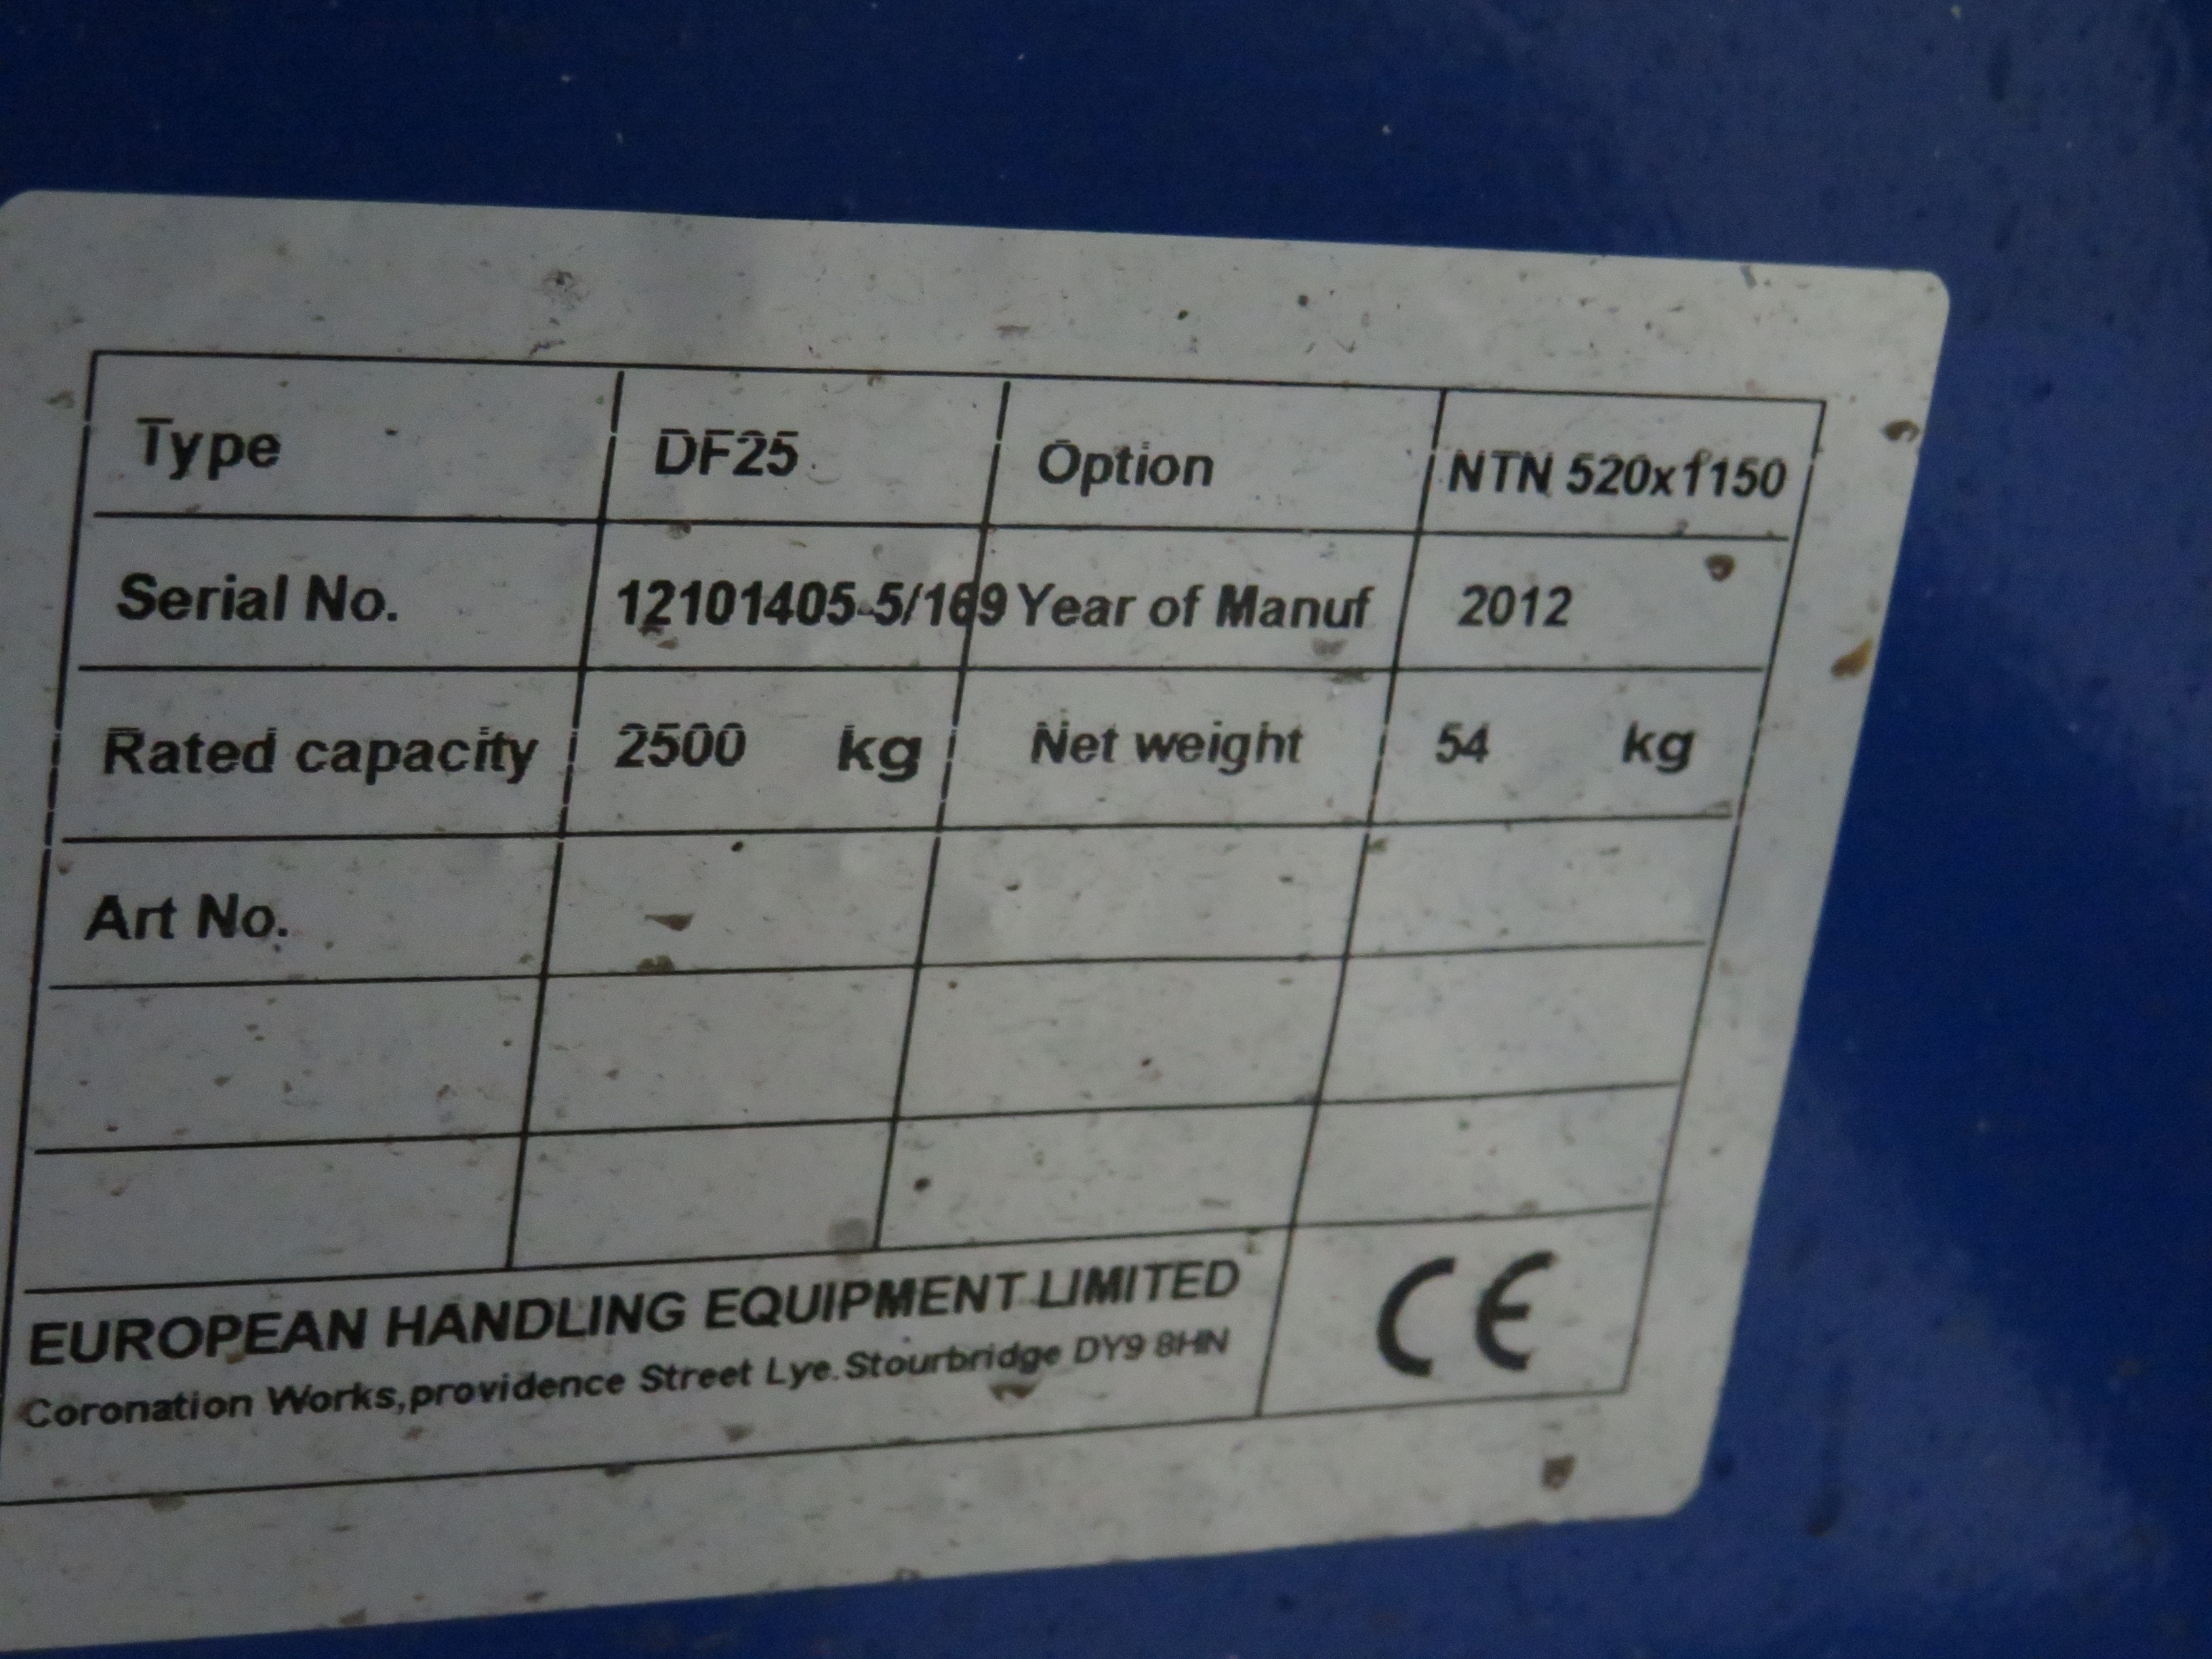 Type DF25 Option NTN 520x1150
Serial No. 12101405-5/169 Year of Manuf 2012
Rated capacity 2500 kg Net weight 54 kg
Art No.
EUROPEAN HANDLING EQUIPMENT LIMITED
Coronation Works,providence Street Lye.Stourbridge DY9 8HN
CE